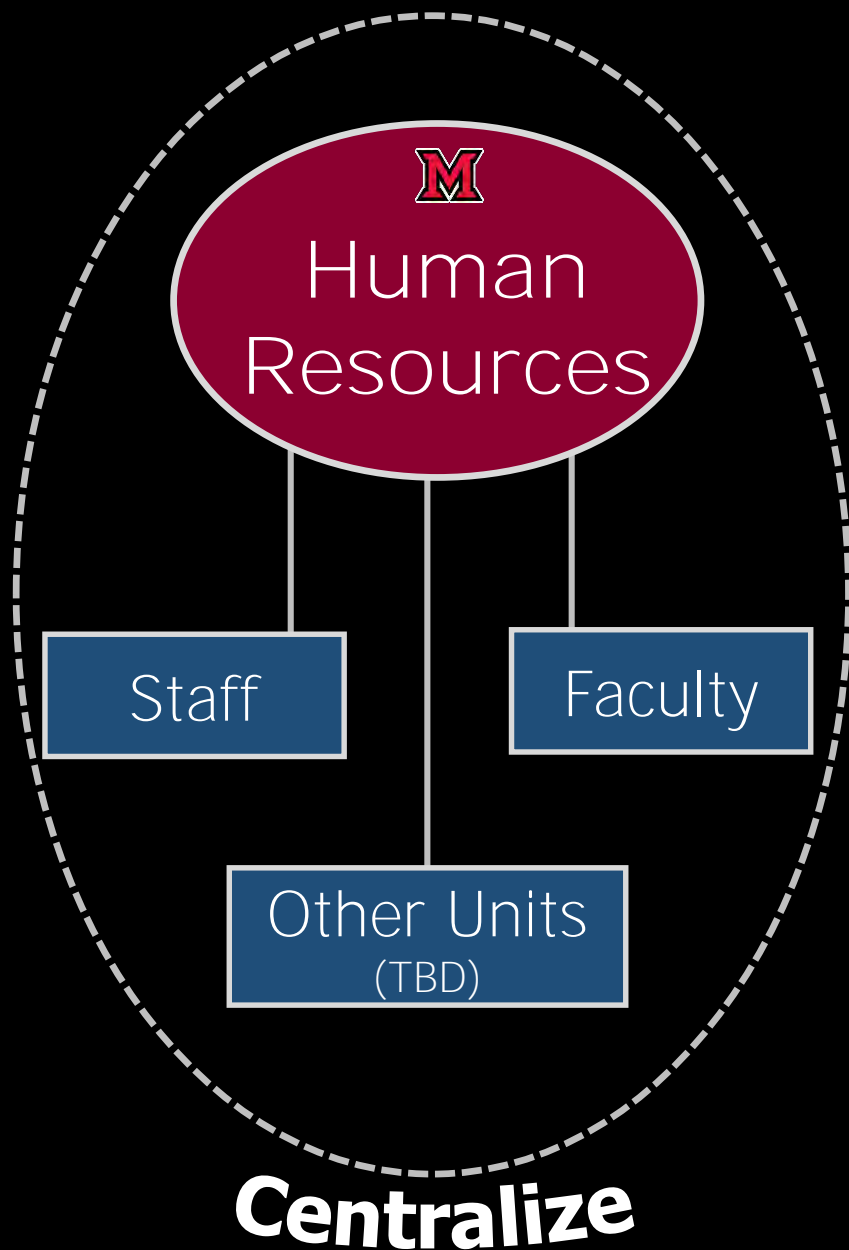 M
Human
Resources
Staff
Faculty
Other Units
(TBD)
Centralize